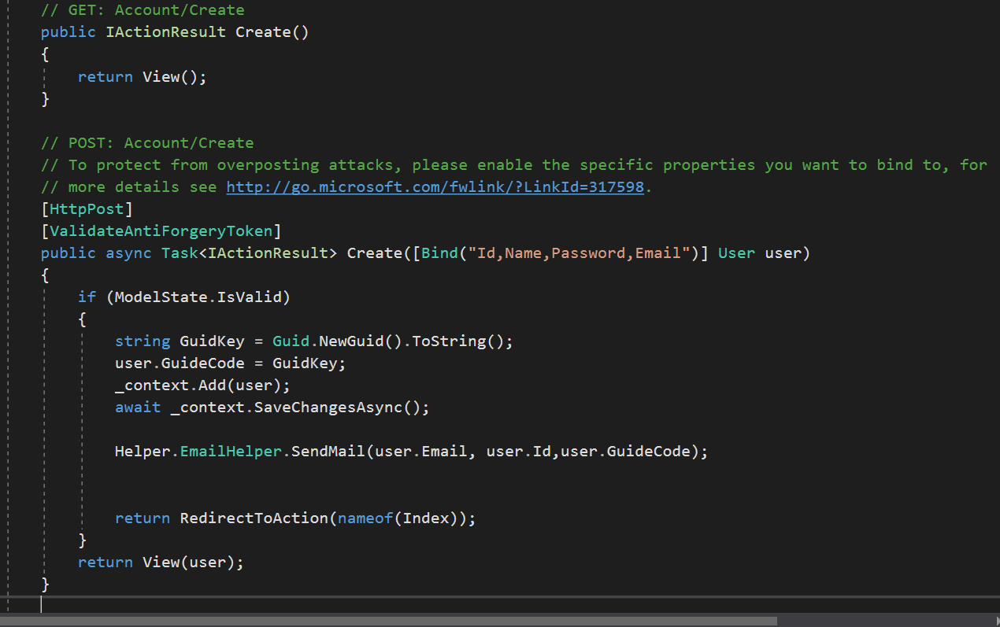 // GET: Account/Create
public IActionResult Create()
{
return View();
}
// POST: Account/Create
// To protect from overposting attacks, please enable the specific properties you want to bind to, for
// more details see http://go.microsoft.com/fwlink/?LinkId=317598.
[HttpPost]
[ValidateAntiForgeryToken]
public async Task<IActionResult> Create([Bind("Id,Name,Password,Email")] User user)
{
if (ModelState.IsValid)
{
string GuidKey = Guid.NewGuid().ToString();
user.GuideCode = GuidKey;
_context.Add(user);
await _context.SaveChangesAsync();
Helper.EmailHelper.SendMail(user.Email, user.Id,user.GuideCode);
return RedirectToAction(nameof(Index));
}
return View(user);
}